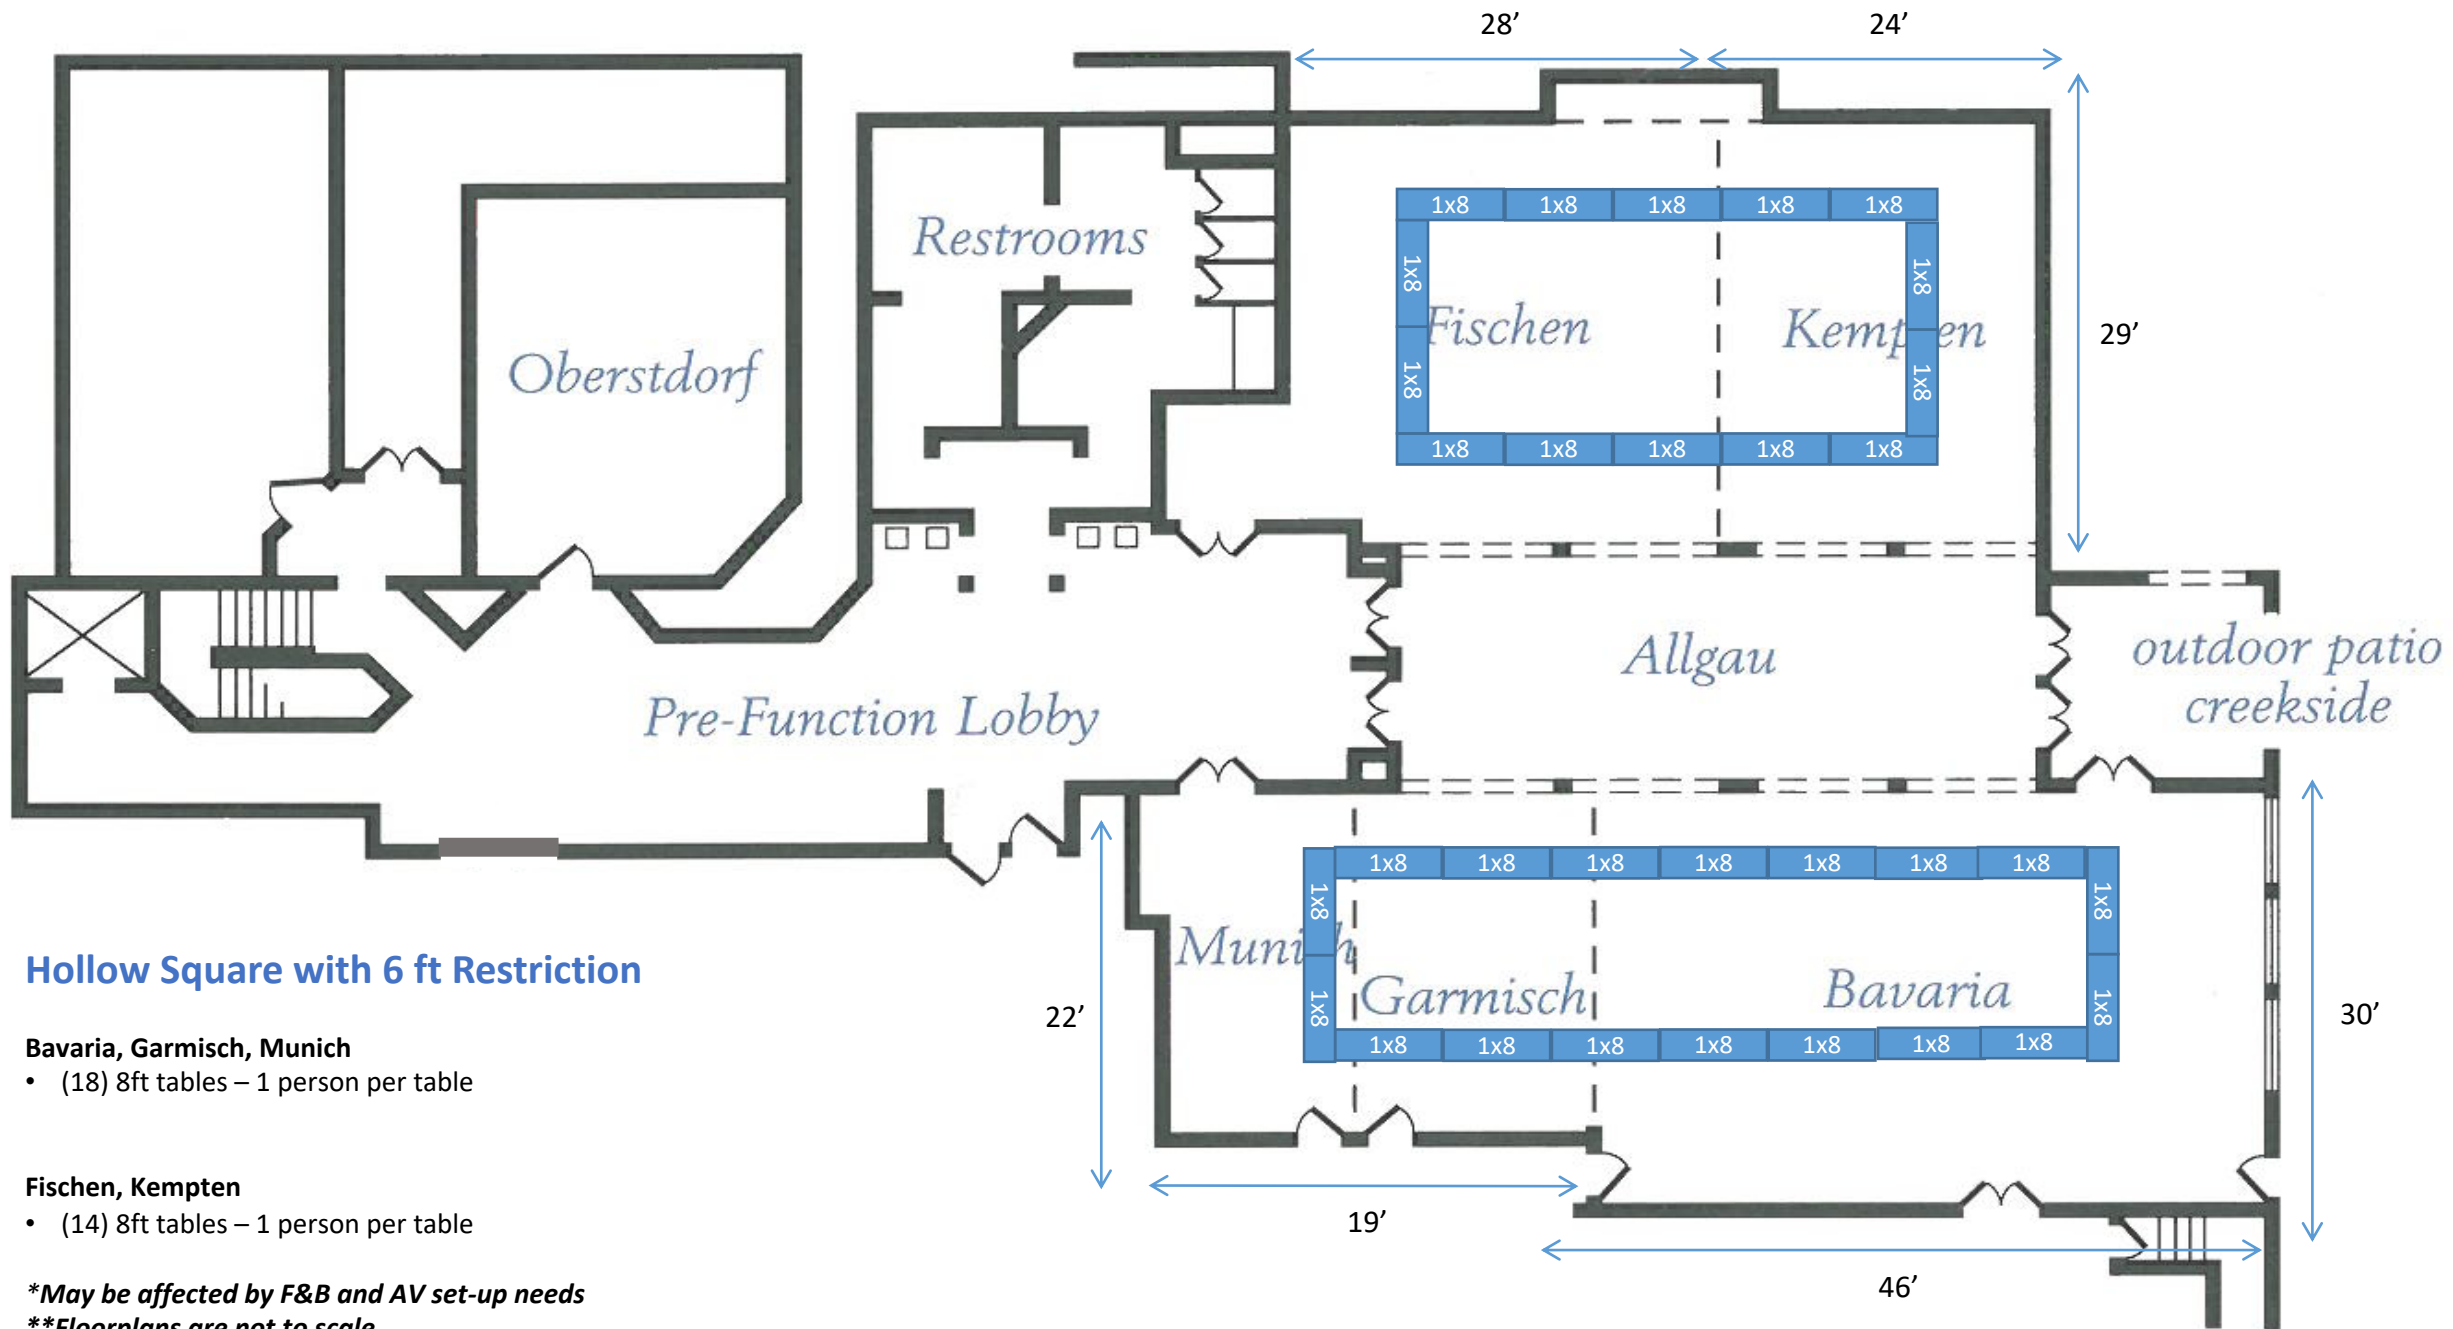 28’ 24’
1x8 1x8 1x8 1x8 1x8
Restrooms
1x8 1x8
Fischen Kempten
29’
Oberstdorf
1x8 1x8
1x8 1x8 1x8 1x8 1x8
Allgau
outdoor patio
creekside
Pre-Function Lobby
1x8 1x8 1x8 1x8 1x8 1x8 1x8
1x8 1x8
Munich
Garmisch Bavaria
1x8 1x8
22’
30’
1x8 1x8 1x8 1x8 1x8 1x8 1x8
19’
46’
Hollow Square with 6 ft Restriction
Bavaria, Garmisch, Munich
• (18) 8ft tables – 1 person per table
Fischen, Kempten
• (14) 8ft tables – 1 person per table
*May be affected by F&B and AV set-up needs
**Floorplans are not to scale